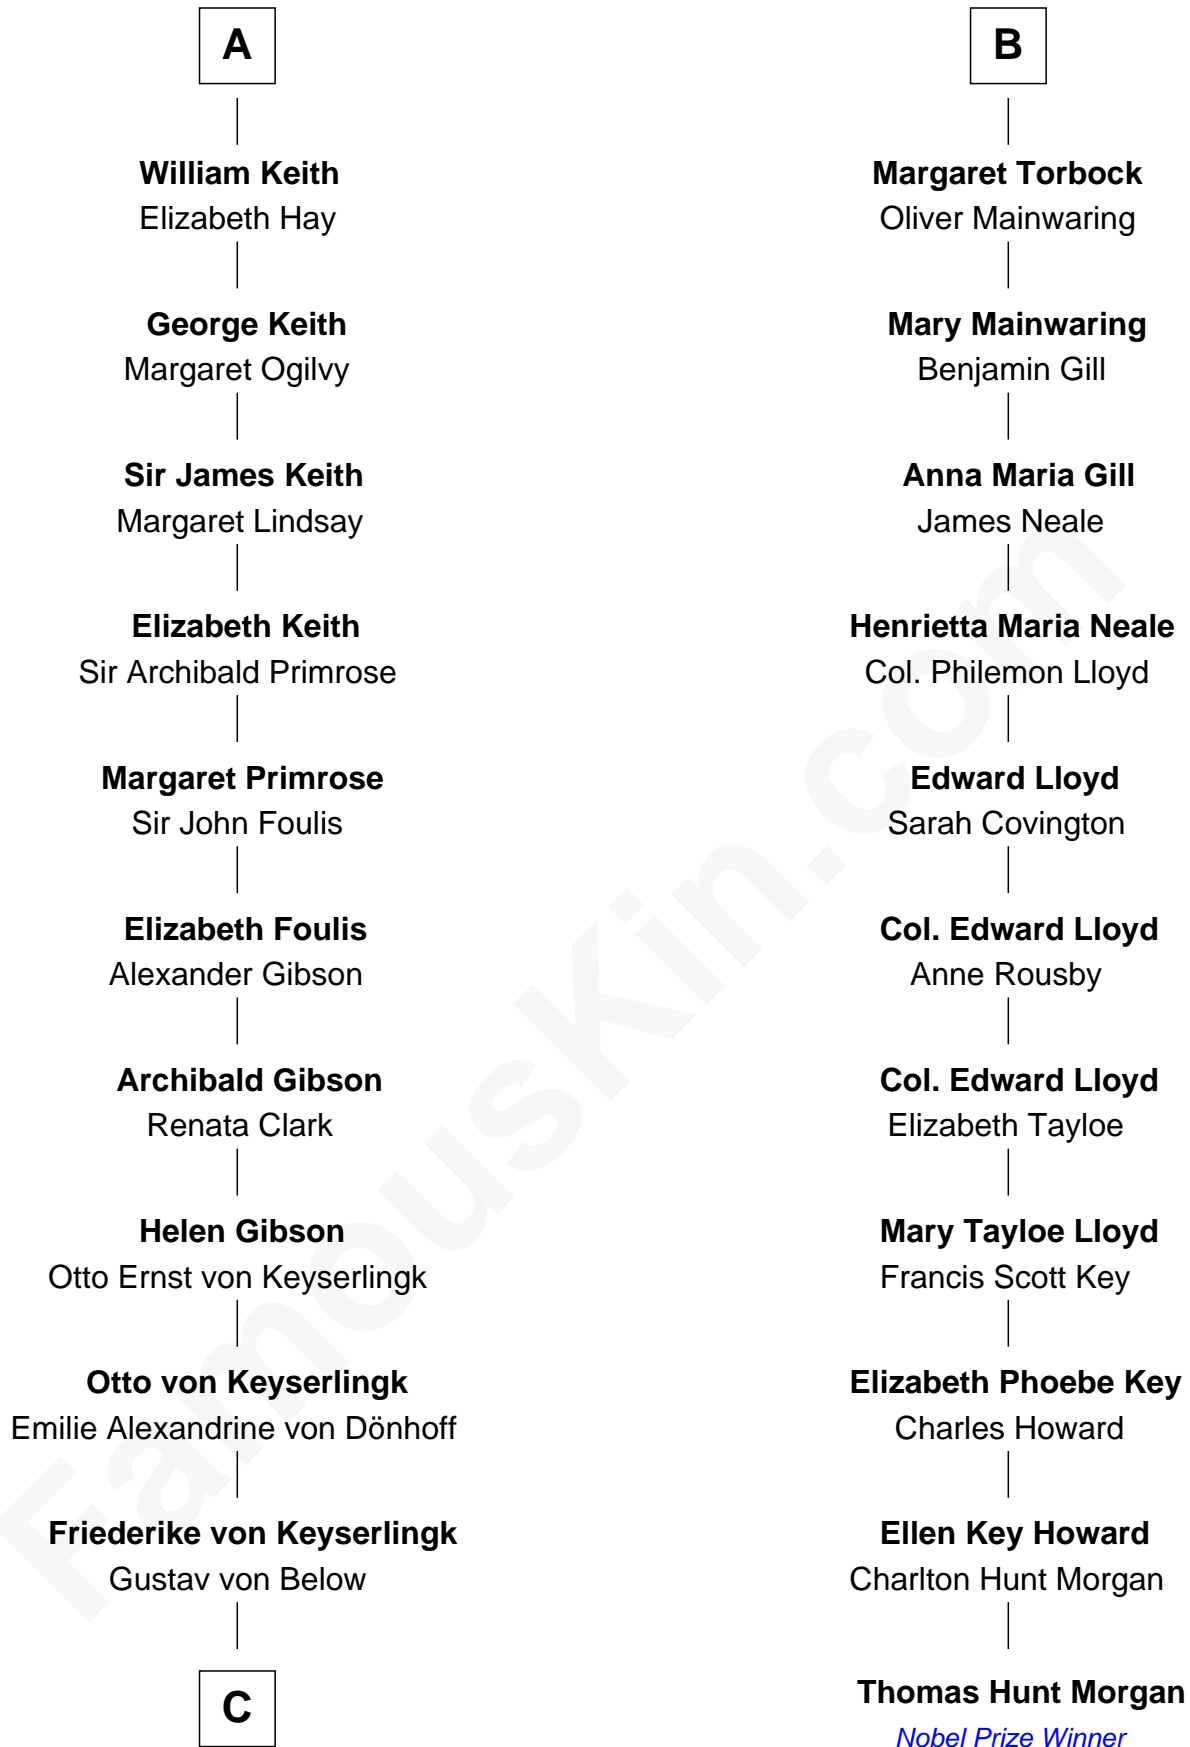 A
William Keith
Elizabeth Hay
George Keith
Margaret Ogilvy
Sir James Keith
Margaret Lindsay
Elizabeth Keith
Sir Archibald Primrose
Margaret Primrose
Sir John Foulis
Elizabeth Foulis
Alexander Gibson
Archibald Gibson
Renata Clark
Helen Gibson
Otto Ernst von Keyserlingk
Otto von Keyserlingk
Emilie Alexandrine von Dönhoff
Friederike von Keyserlingk
Gustav von Below
C
B
Margaret Torbock
Oliver Mainwaring
Mary Mainwaring
Benjamin Gill
Anna Maria Gill
James Neale
Henrietta Maria Neale
Col. Philemon Lloyd
Edward Lloyd
Sarah Covington
Col. Edward Lloyd
Anne Rousby
Col. Edward Lloyd
Elizabeth Tayloe
Mary Tayloe Lloyd
Francis Scott Key
Elizabeth Phoebe Key
Charles Howard
Ellen Key Howard
Charlton Hunt Morgan
Thomas Hunt Morgan
Nobel Prize Winner
FamousKin.com